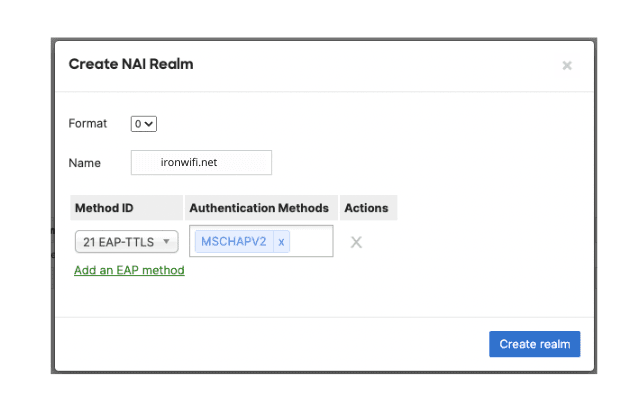 Create NAI Realm ×
Format 0
Name ironwifi.net
Method ID Authentication Methods Actions
21 EAP-TTLS MSCHAPV2 x X
Add an EAP method
Create realm